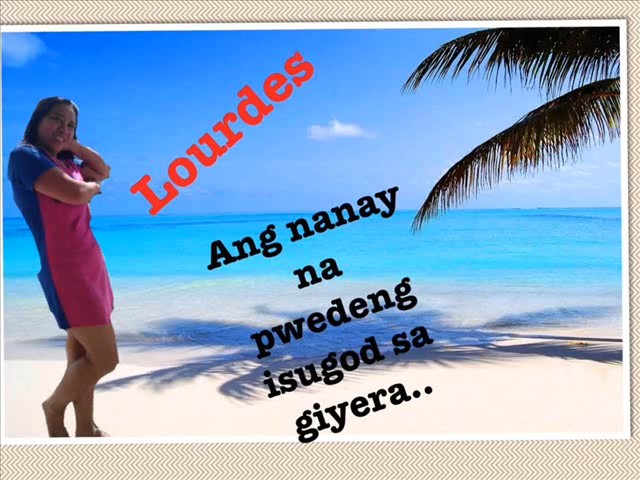 Lourdes
Ang nanay
na
pwedeng
isugod sa
giyera..